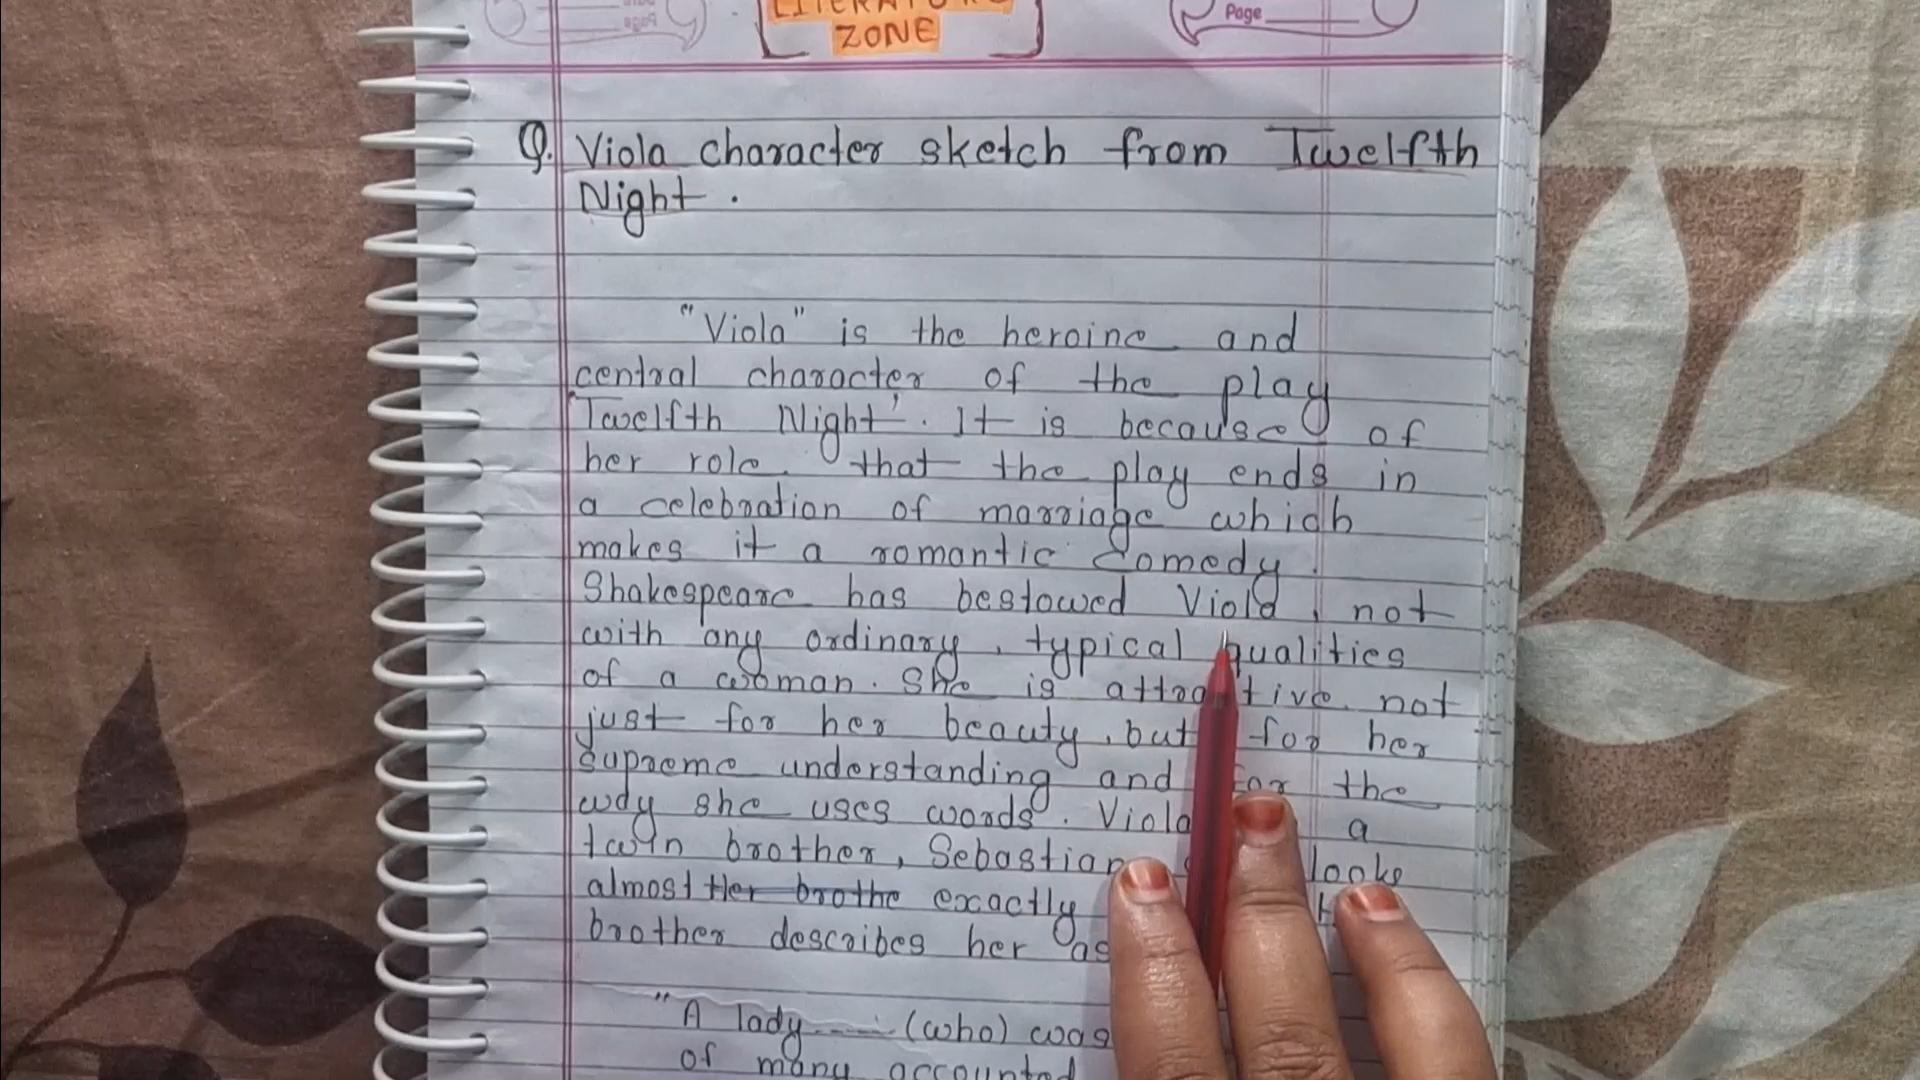 ZONE
Page
Page
Q. Viola character sketch from Twelfth
Night.
"Viola" is the heroine and
central character of the play
'Twelfth Night'. It is because of
her role that the play ends in
a celebration of marriage which
makes it a romantic Comedy.
Shakespeare has bestowed Viola, not
with any ordinary, typical qualities
of a woman. She is attractive not
just for her beauty, but for her
supreme understanding and for the
way she uses words. Viola a
twin brother, Sebastian looks
almost Her brothe exactly
brother describes her as
"A lady---- (who) was
of many accounted